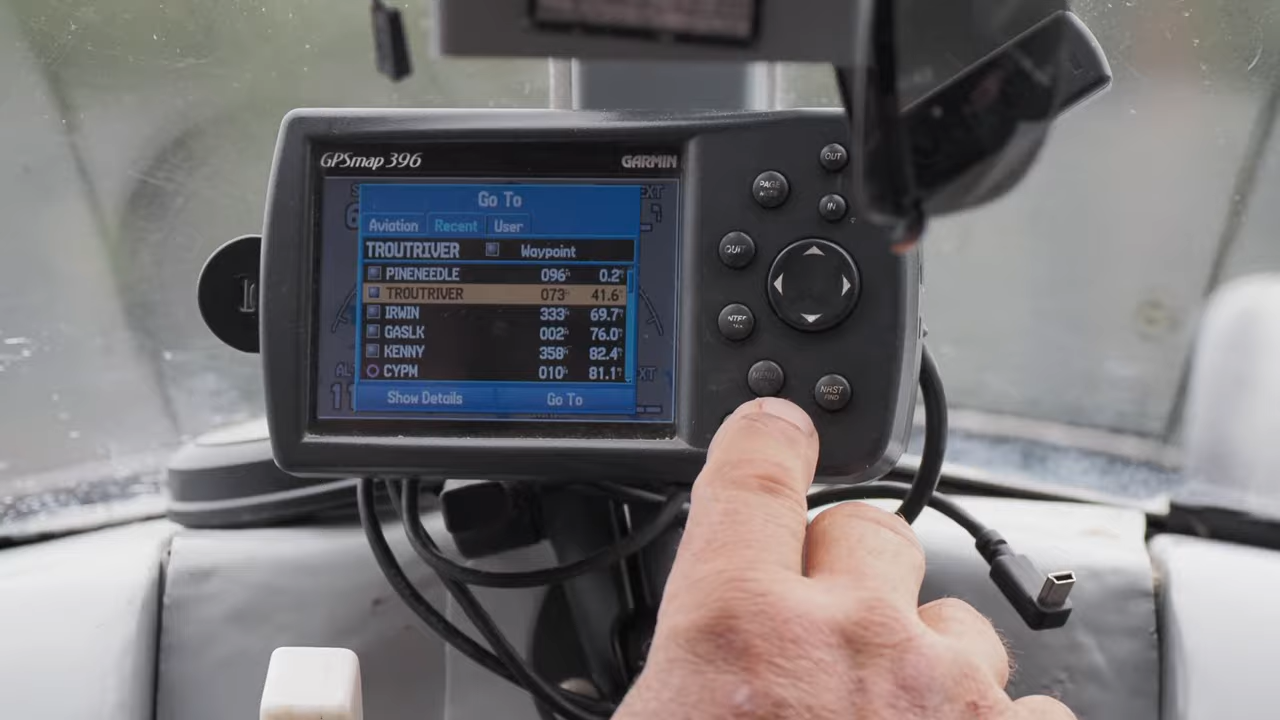 GPSmap 396 GARMIN
Go To
Aviation Recent User
TROUTRIVER Waypoint
PINEEDLE 096 0.2
TROUTRIVER 073 41.6
IRWIN 333 69.7
GASLK 002 76.0
KENNY 358 82.4
CYPM 010 81.1
Show Details Go To
OUT
PAGE
IN
QUIT
MENU
NRST
FIND